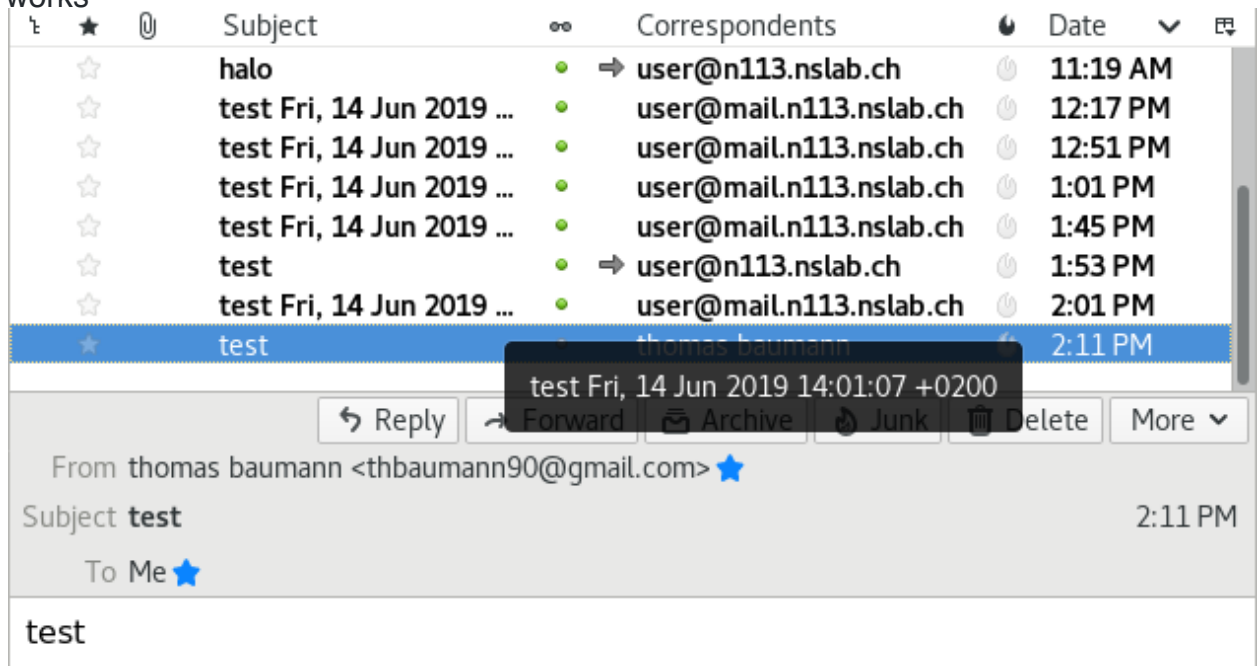 works
Subject Correspondents Date
halo user@n113.nslab.ch 11:19 AM
test Fri, 14 Jun 2019 ... user@mail.n113.nslab.ch 12:17 PM
test Fri, 14 Jun 2019 ... user@mail.n113.nslab.ch 12:51 PM
test Fri, 14 Jun 2019 ... user@mail.n113.nslab.ch 1:01 PM
test Fri, 14 Jun 2019 ... user@mail.n113.nslab.ch 1:45 PM
test user@n113.nslab.ch 1:53 PM
test Fri, 14 Jun 2019 ... user@mail.n113.nslab.ch 2:01 PM
test thomas baumann 2:11 PM
test Fri, 14 Jun 2019 14:01:07 +0200
Reply Forward Archive Junk Delete More
From thomas baumann <thbaumann90@gmail.com>
Subject test 2:11 PM
To Me
test